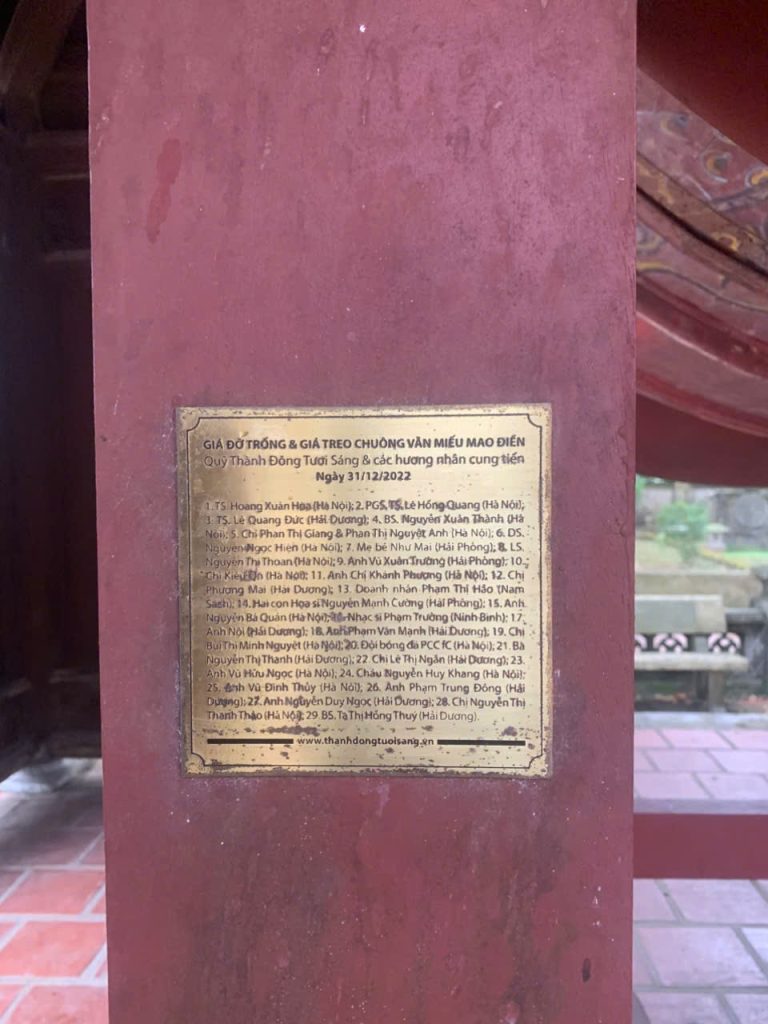 GIÁ ĐỠ TRỐNG & GIÁ TREO CHUÔNG VĂN MIẾU MAO ĐIỀN
Quỹ Thành Đông Tươi Sáng & các hương nhân cung tiến
Ngày 31/12/2022
1. TS. Hoàng Xuân Hoa (Hà Nội); 2. PGS, TS. Lê Hồng Quang (Hà Nội);
3. TS. Lê Quang Đức (Hải Dương); 4. BS. Nguyễn Xuân Thành (Hà
Nội); 5. Chị Phan Thị Giang & Phan Thị Nguyệt Anh (Hà Nội); 6. DS.
Nguyễn Ngọc Hiện (Hà Nội); 7. Mẹ bé Như Mai (Hải Phòng); 8. LS.
Nguyễn Thị Thoan (Hà Nội); 9. Anh Vũ Xuân Trường (Hải Phòng); 10.
Chị Kiều (Hà Nội); 11. Anh Chị Khánh Phượng (Hà Nội); 12. Chị
Phương Mai (Hải Dương); 13. Doanh nhân Phạm Thị Hảo (Nam
Sách); 14. Hai con Họa sĩ Nguyễn Mạnh Cường (Hải Phòng); 15. Anh
Nguyễn Bá Quân (Hà Nội); 16. Nhạc sĩ Phạm Trường (Ninh Bình); 17.
Anh Nội (Hải Dương); 18. Anh Phạm Văn Mạnh (Hải Dương); 19. Chị
Bùi Thị Minh Nguyệt (Hà Nội); 20. Đội bóng đá PCC fC (Hà Nội); 21. Bà
Nguyễn Thị Thanh (Hải Dương); 22. Chị Lê Thị Ngân (Hải Dương); 23.
Anh Vũ Hữu Ngọc (Hà Nội), 24. Cháu Nguyễn Huy Khang (Hà Nội);
25. Anh Vũ Đình Thủy (Hà Nội), 26. Anh Phạm Trung Đông (Hải
Dương); 27. Anh Nguyễn Duy Ngọc (Hải Dương); 28. Chị Nguyễn Thị
Thanh Thảo (Hà Nội); 29. BS. Tạ Thị Hồng Thuý (Hải Dương).
www.thanhdongtuoisang.vn